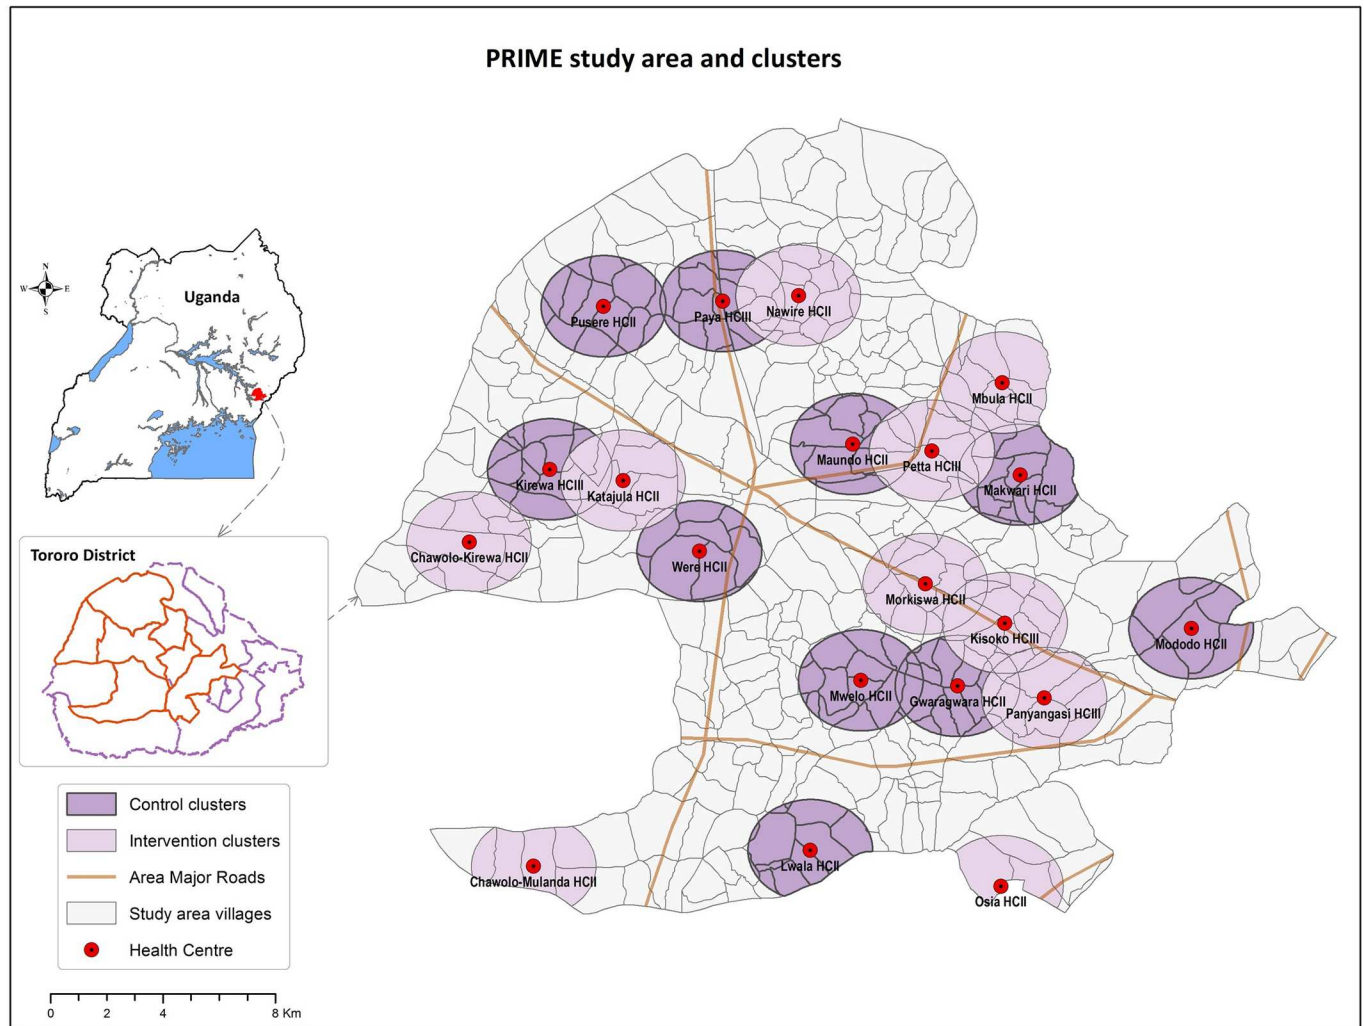 PRIME study area and clusters
N
W
E
S
Uganda
Pusere HCII
Paya HCIII
Nawire HCII
Mbula HCII
Maundo HCII
Petta HCIII
Makwari HCII
Kirewa HCIII
Katajula HCII
Chawolo-Kirewa HCII
Were HCII
Morkiswa HCII
Kisoko HCIII
Mododo HCII
Mwelo HCII
Gwaragwara HCII
Panyangasi HCIII
Lwala HCII
Chawolo-Mulanda HCII
Osia HCII
Tororo District
Control clusters
Intervention clusters
Area Major Roads
Study area villages
Health Centre
0 2 4 8 Km